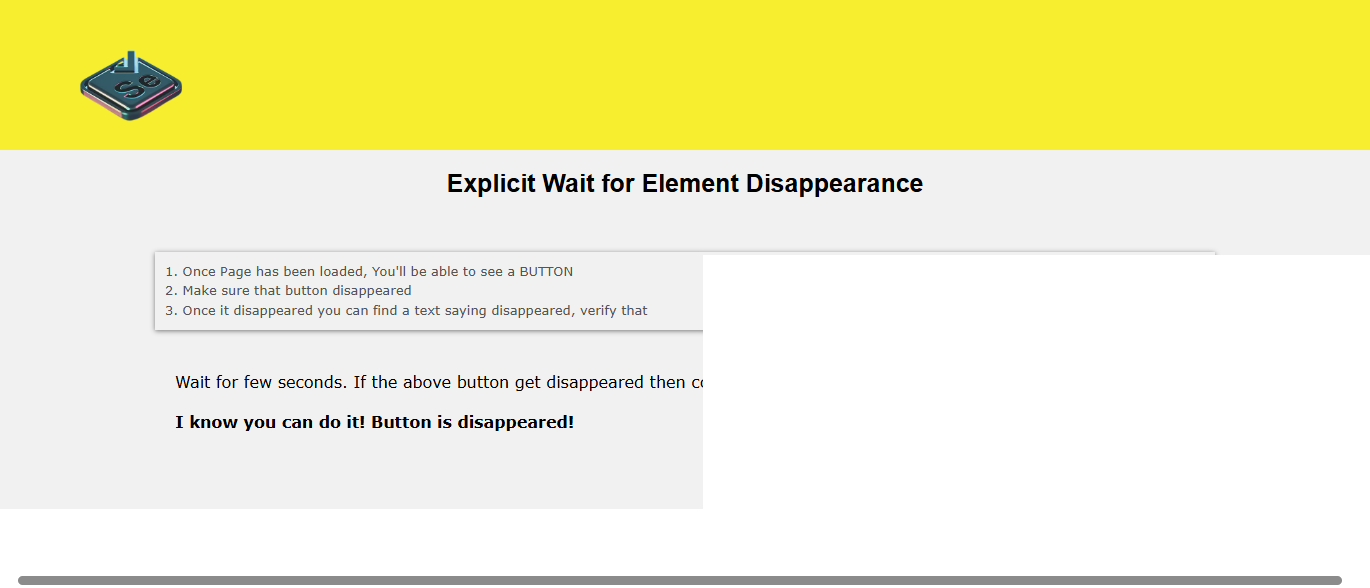 Se
Explicit Wait for Element Disappearance
1. Once Page has been loaded, You'll be able to see a BUTTON
2. Make sure that button disappeared
3. Once it disappeared you can find a text saying disappeared, verify that
Wait for few seconds. If the above button get disappeared then
I know you can do it! Button is disappeared!